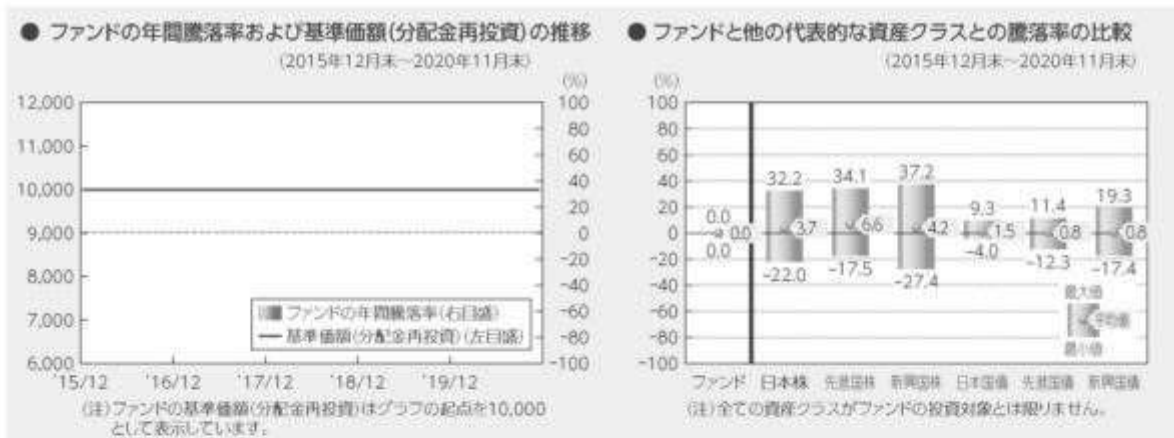 ● ファンドの年間騰落率および基準価額(分配金再投資)の推移
(2015年12月末～2020年11月末)
(%)
12,000
11,000
10,000
9,000
8,000
7,000
6,000
100
80
60
40
20
0
-20
-40
-60
-80
-100
ファンドの年間騰落率(右目盛)
基準価額(分配金再投資)(左目盛)
'15/12 '16/12 '17/12 '18/12 '19/12
(注)ファンドの基準価額(分配金再投資)はグラフの起点を10,000
として表示しています。
● ファンドと他の代表的な資産クラスとの騰落率の比較
(2015年12月末～2020年11月末)
(%)
100
80
60
40
20
0
-20
-40
-60
-80
-100
0.0 32.2 34.1 37.2 9.3 11.4 19.3
0.0 3.7 6.6 4.2 1.5 0.8 0.8
0.0 -22.0 -17.5 -27.4 -4.0 -12.3 -17.4
最大値
平均値
最小値
ファンド 日本株 先進国株 新興国株 日本国債 先進国債 新興国債
(注)全ての資産クラスがファンドの投資対象とは限りません。